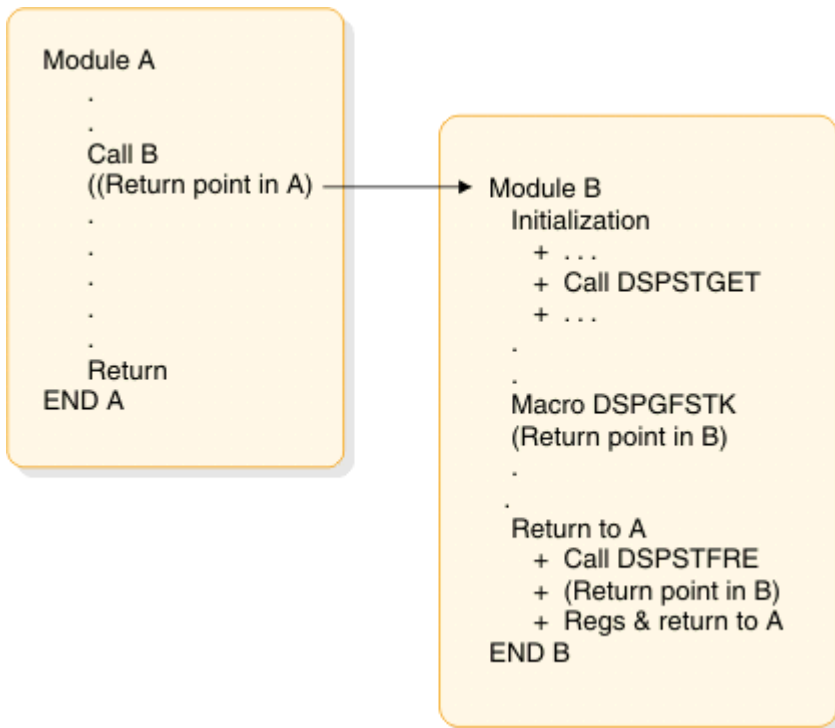 Module A
.
.
Call B
((Return point in A)
.
.
.
.
.
Return
END A
Module B
Initialization
+ . . .
+ Call DSPSTGET
+ . . .
.
.
Macro DSPGFSTK
(Return point in B)
.
.
Return to A
+ Call DSPSTFRE
+ (Return point in B)
+ Regs & return to A
END B